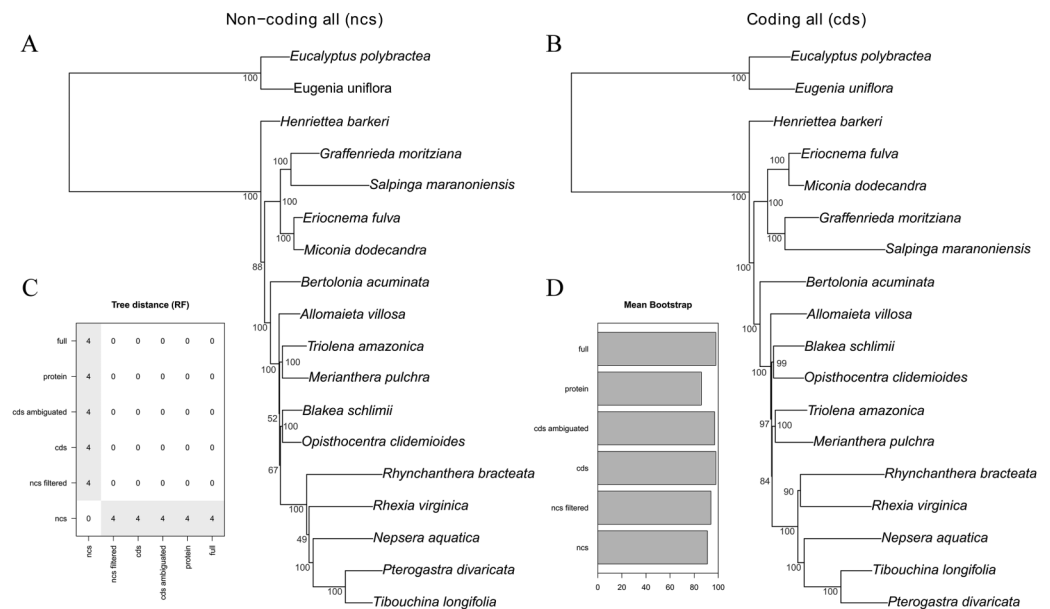 Non−coding all (ncs)
A
Eucalyptus polybractea
100
Eugenia uniflora
Henriettea barkeri
Graffenrieda moritziana
100
Salpinga maranoniensis
100
100
Eriocnema fulva
100
Miconia dodecandra
88
Bertolonia acuminata
100
Allomaieta villosa
Triolena amazonica
100
100
Merianthera pulchra
52
Blakea schlimii
100
Opisthocentra clidemioides
67
Rhynchanthera bracteata
100
Rhexia virginica
49
Nepsera aquatica
100
Pterogastra divaricata
100
Tibouchina longifolia
Coding all (cds)
B
Eucalyptus polybractea
100
Eugenia uniflora
Henriettea barkeri
Eriocnema fulva
100
Miconia dodecandra
100
100
Graffenrieda moritziana
100
Salpinga maranoniensis
100
Bertolonia acuminata
100
Allomaieta villosa
Blakea schlimii
99
100
Opisthocentra clidemioides
Triolena amazonica
97
100
Merianthera pulchra
84
Rhynchanthera bracteata
90
Rhexia virginica
100
Nepsera aquatica
100
Tibouchina longifolia
100
Pterogastra divaricata
C
Tree distance (RF)
full 4 0 0 0 0 0
protein 4 0 0 0 0 0
cds ambiguated 4 0 0 0 0 0
cds 4 0 0 0 0 0
ncs filtered 4 0 0 0 0 0
ncs 0 4 4 4 4 4
ncs
ncs filtered
cds
cds ambiguated
protein
full
D
Mean Bootstrap
full
protein
cds ambiguated
cds
ncs filtered
ncs
0 20 40 60 80 100